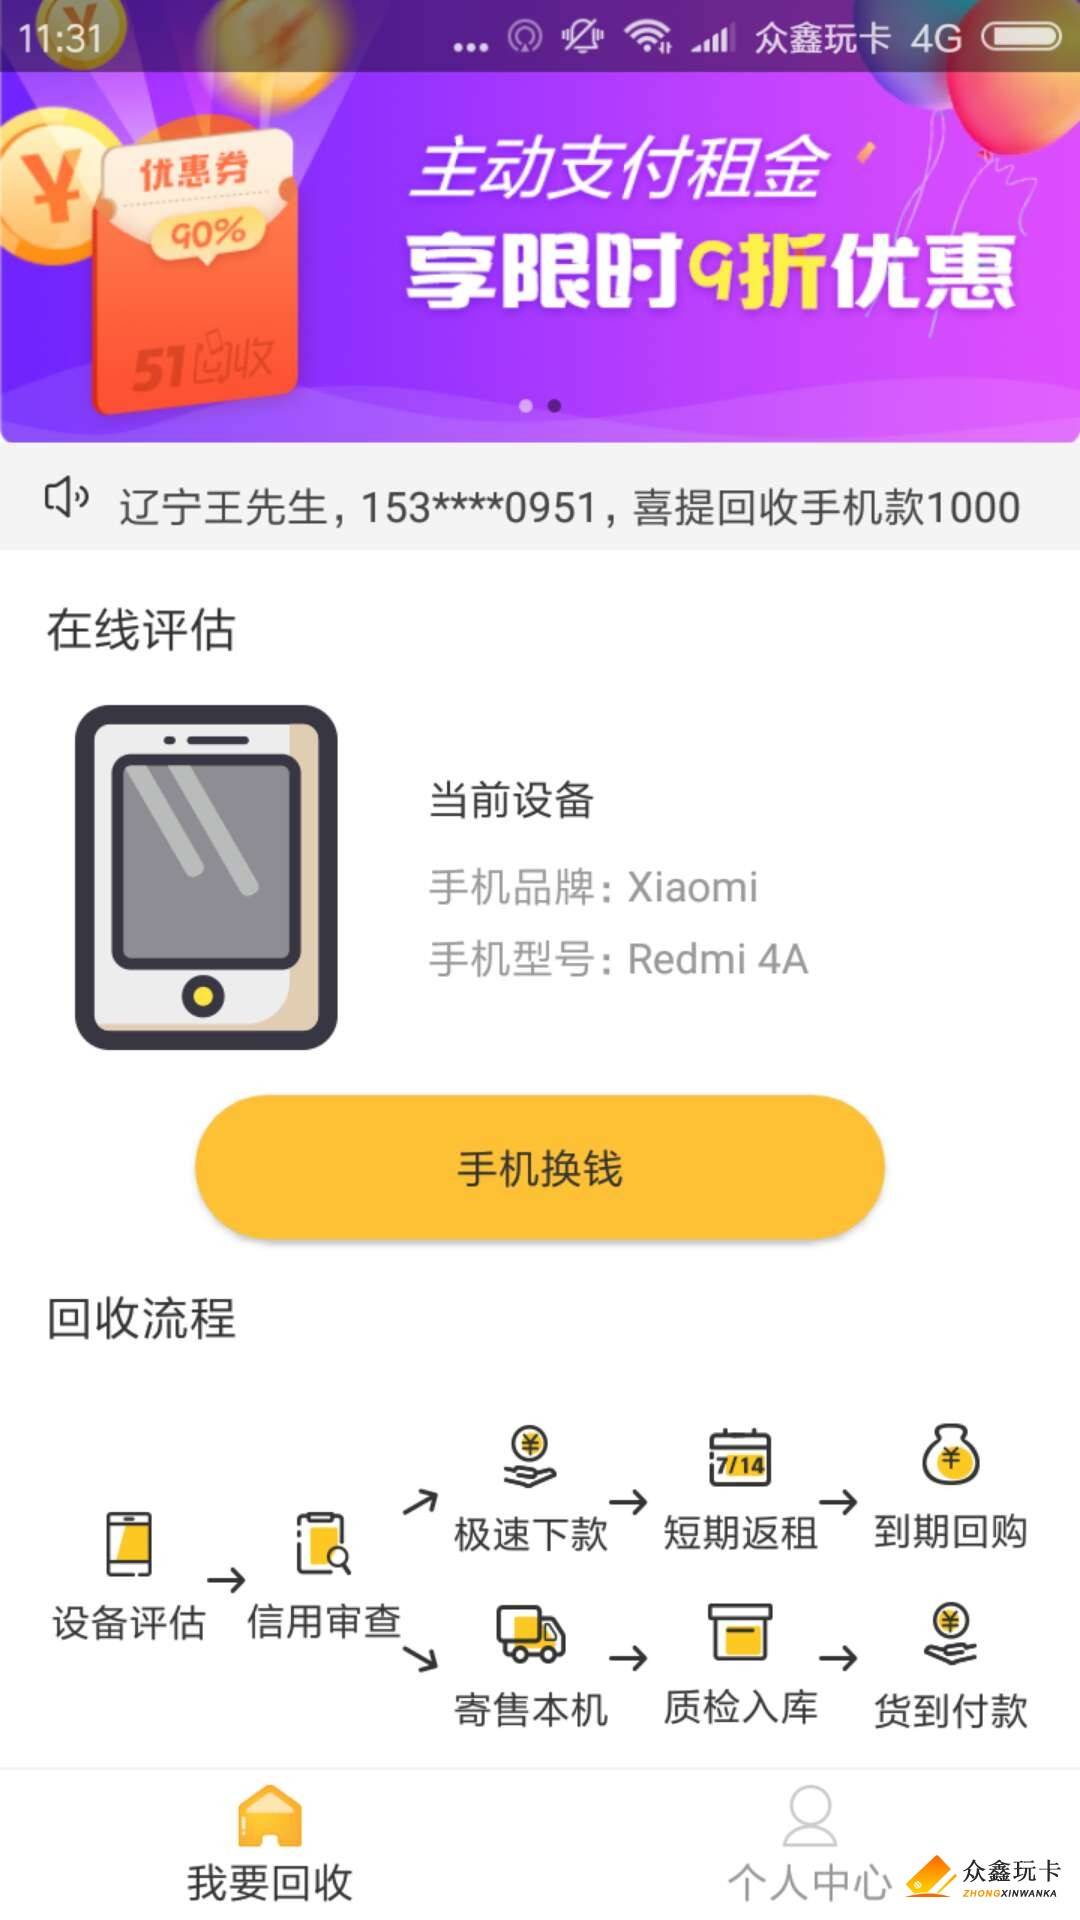 11:31
... 众鑫玩卡 4G
优惠券
90%
51回收
主动支付租金
享限时9折优惠
辽宁王先生, 153****0951, 喜提回收手机款1000
在线评估
当前设备
手机品牌: Xiaomi
手机型号: Redmi 4A
手机换钱
回收流程
设备评估
信用审查
极速下款
7/14
短期返租
到期回购
寄售本机
质检入库
货到付款
我要回收
个人中心
众鑫玩卡
ZHONGXINWANKA